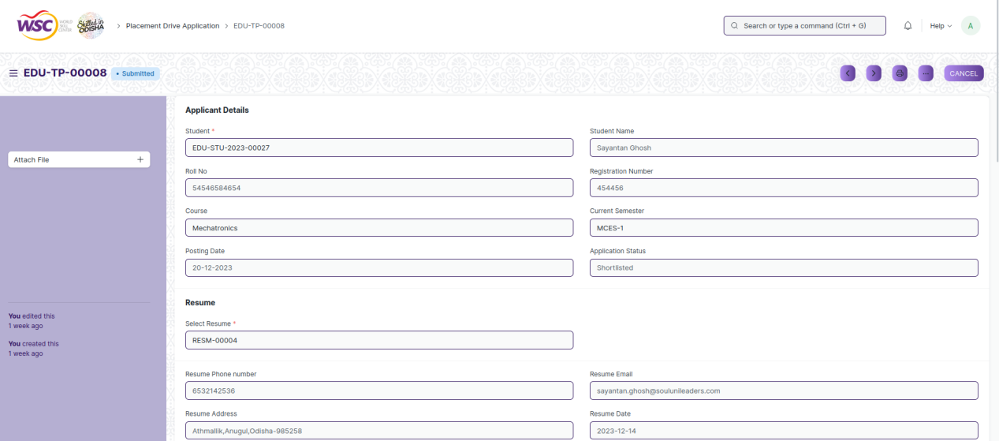 WSC WORLD SKILL CENTER Skilled in ODISHA > Placement Drive Application > EDU-TP-00008 Search or type a command (Ctrl + G) Help A
EDU-TP-00008 • Submitted CANCEL
Applicant Details
Student * Student Name
EDU-STU-2023-00027 Sayantan Ghosh
Attach File +
Roll No Registration Number
54546584654 454456
Course Current Semester
Mechatronics MCES-1
Posting Date Application Status
20-12-2023 Shortlisted
Resume
You edited this
1 week ago
Select Resume *
RESM-00004
You created this
1 week ago
Resume Phone number Resume Email
6532142536 sayantan.ghosh@soulunileaders.com
Resume Address Resume Date
Athmallik,Anugul,Odisha-985258 2023-12-14